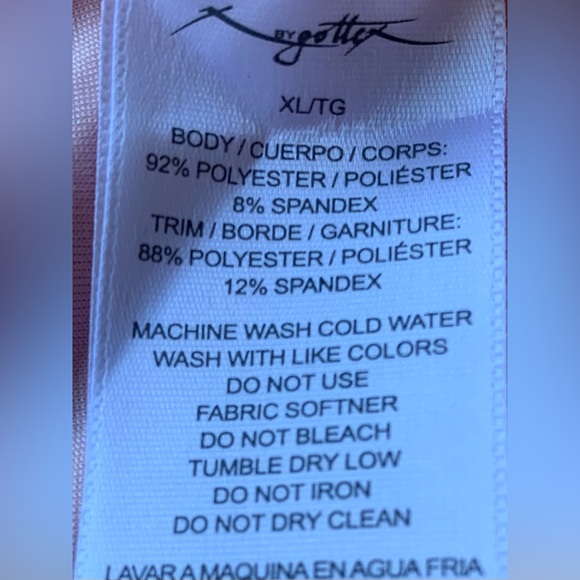 X BY gottex
XL/TG
BODY / CUERPO / CORPS:
92% POLYESTER / POLIÉSTER
8% SPANDEX
TRIM / BORDE / GARNITURE:
88% POLYESTER / POLIÉSTER
12% SPANDEX
MACHINE WASH COLD WATER
WASH WITH LIKE COLORS
DO NOT USE
FABRIC SOFTNER
DO NOT BLEACH
TUMBLE DRY LOW
DO NOT IRON
DO NOT DRY CLEAN
LAVAR A MAQUINA EN AGUA FRIA